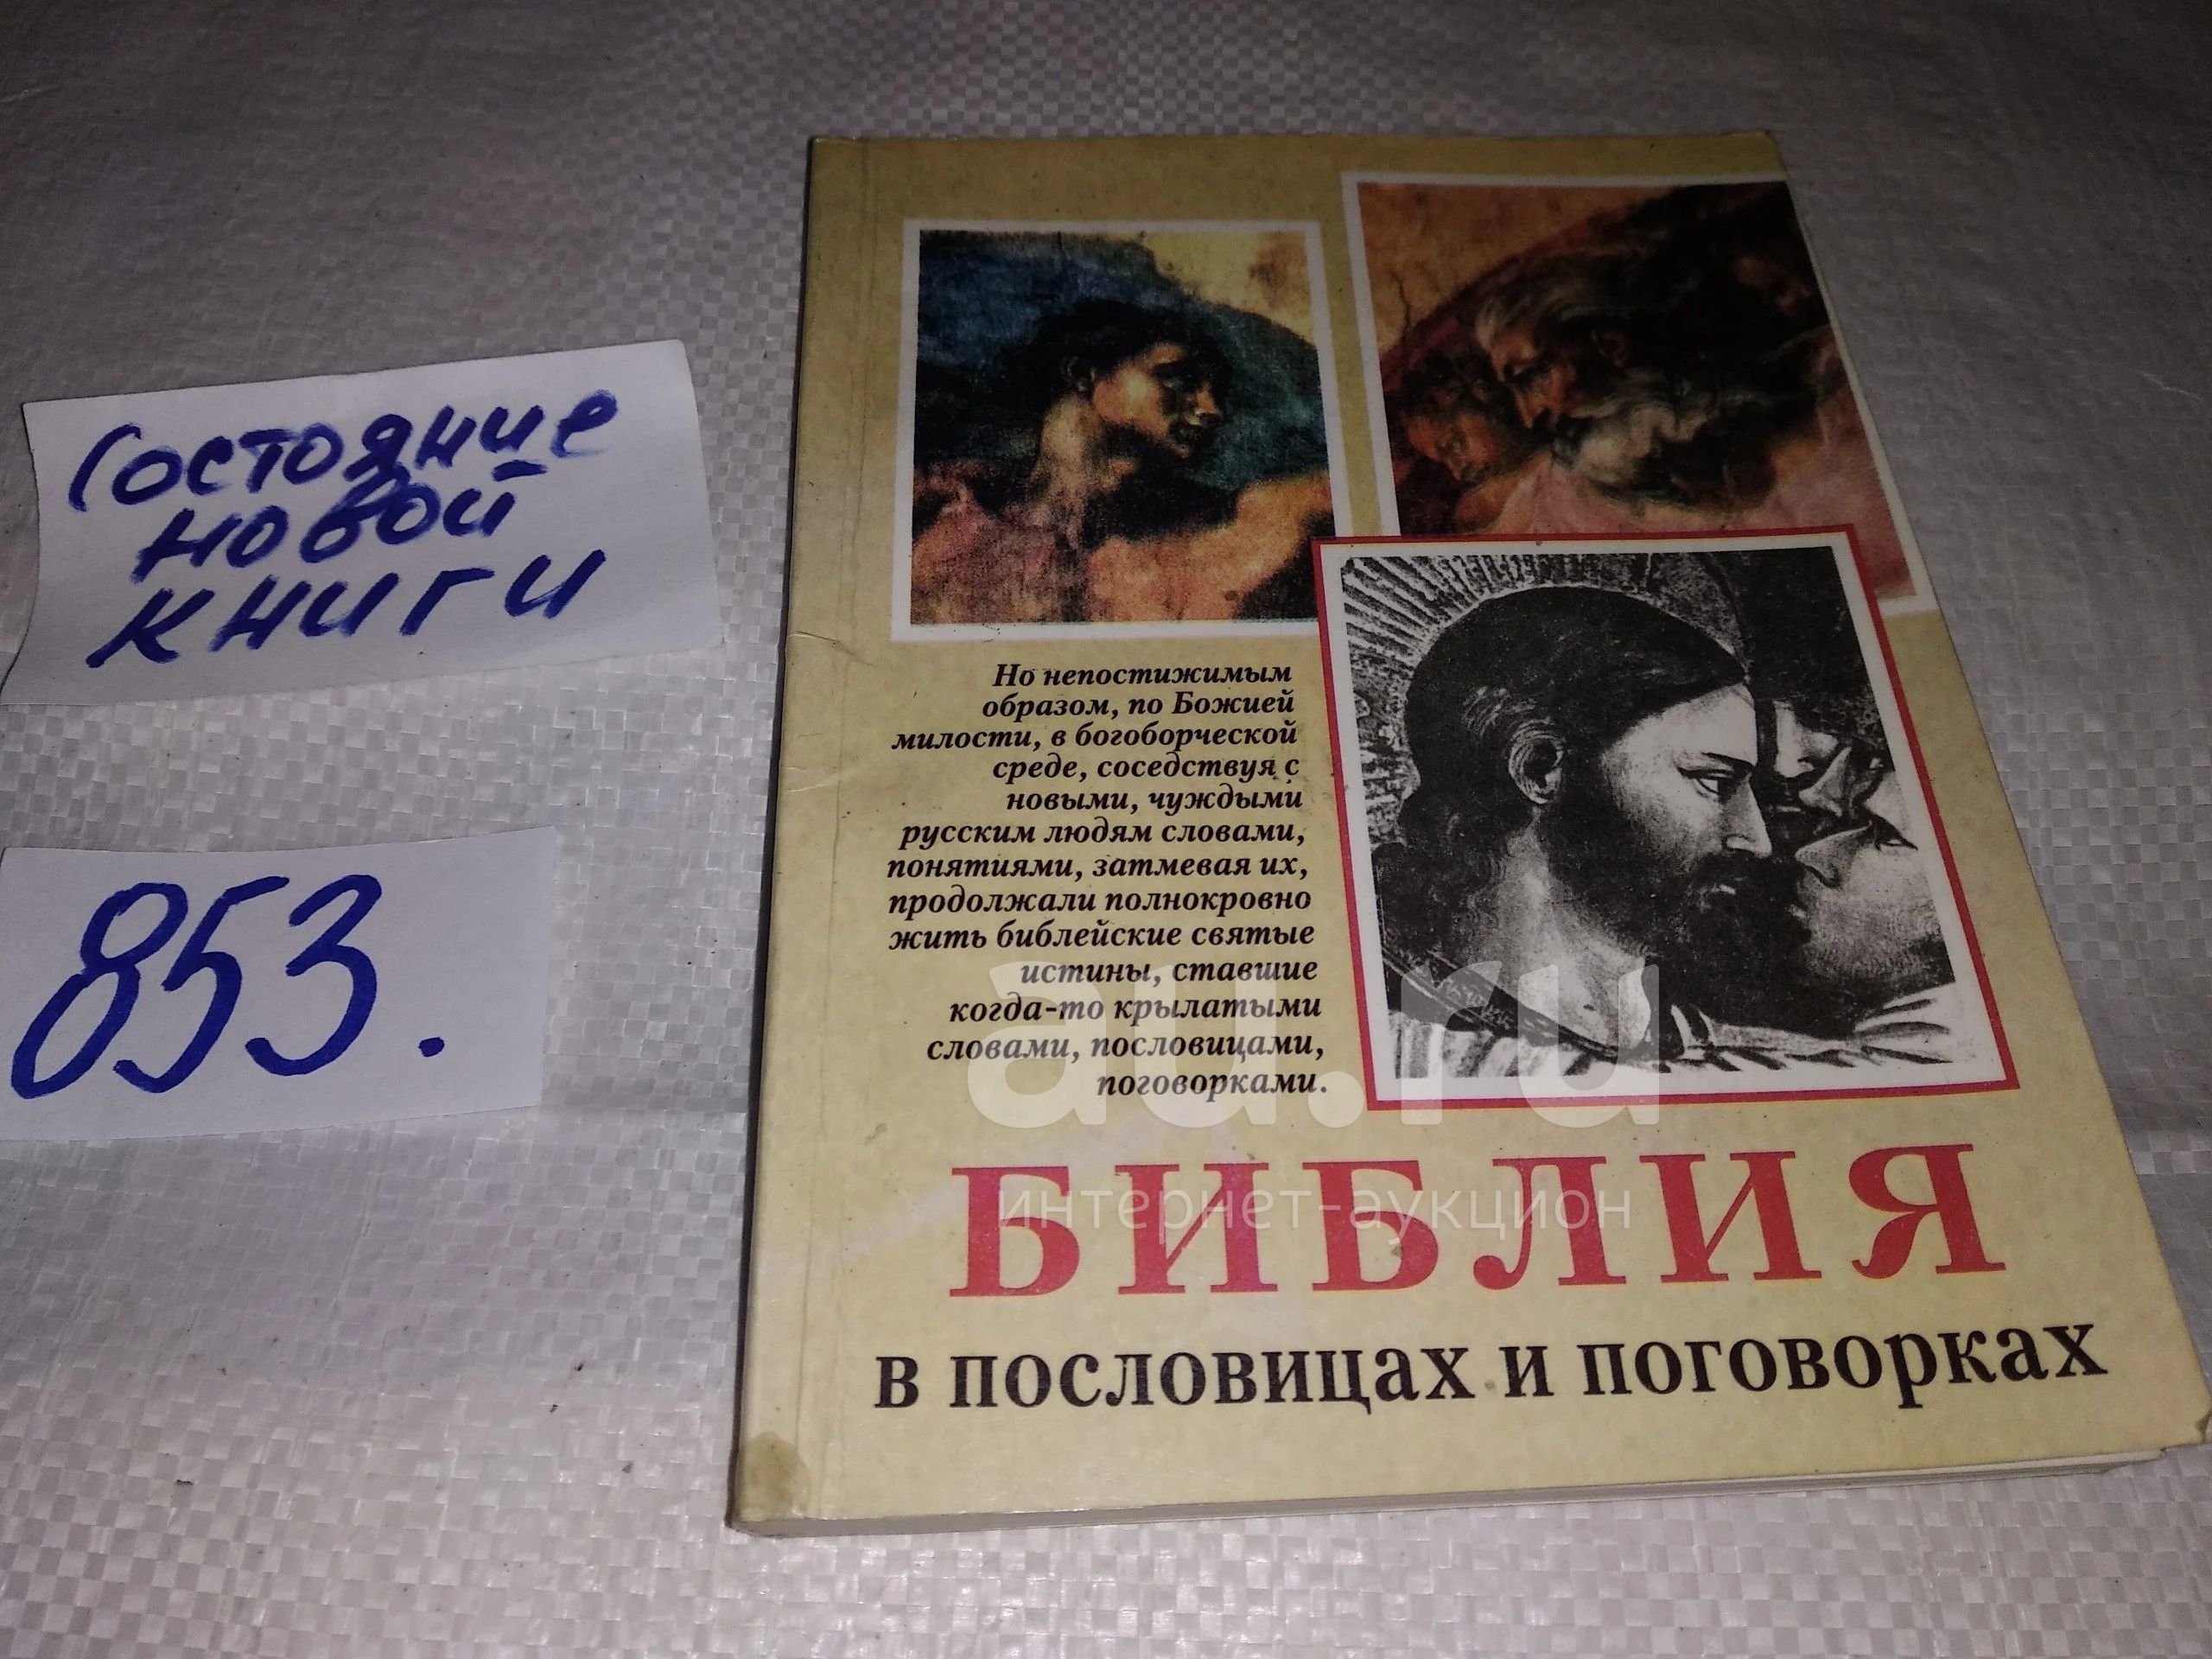 Состояние
новой
книги
853.
Но непостижимым
образом, по Божией
милости, в богоборческой
среде, соседствуя с
новыми, чуждыми
русским людям словами,
понятиями, затмевая их,
продолжали полнокровно
жить библейские святые
истины, ставшие
когда-то крылатыми
словами, пословицами,
поговорками.
au.ru
интернет-аукцион
БИБЛИЯ
в пословицах и поговорках